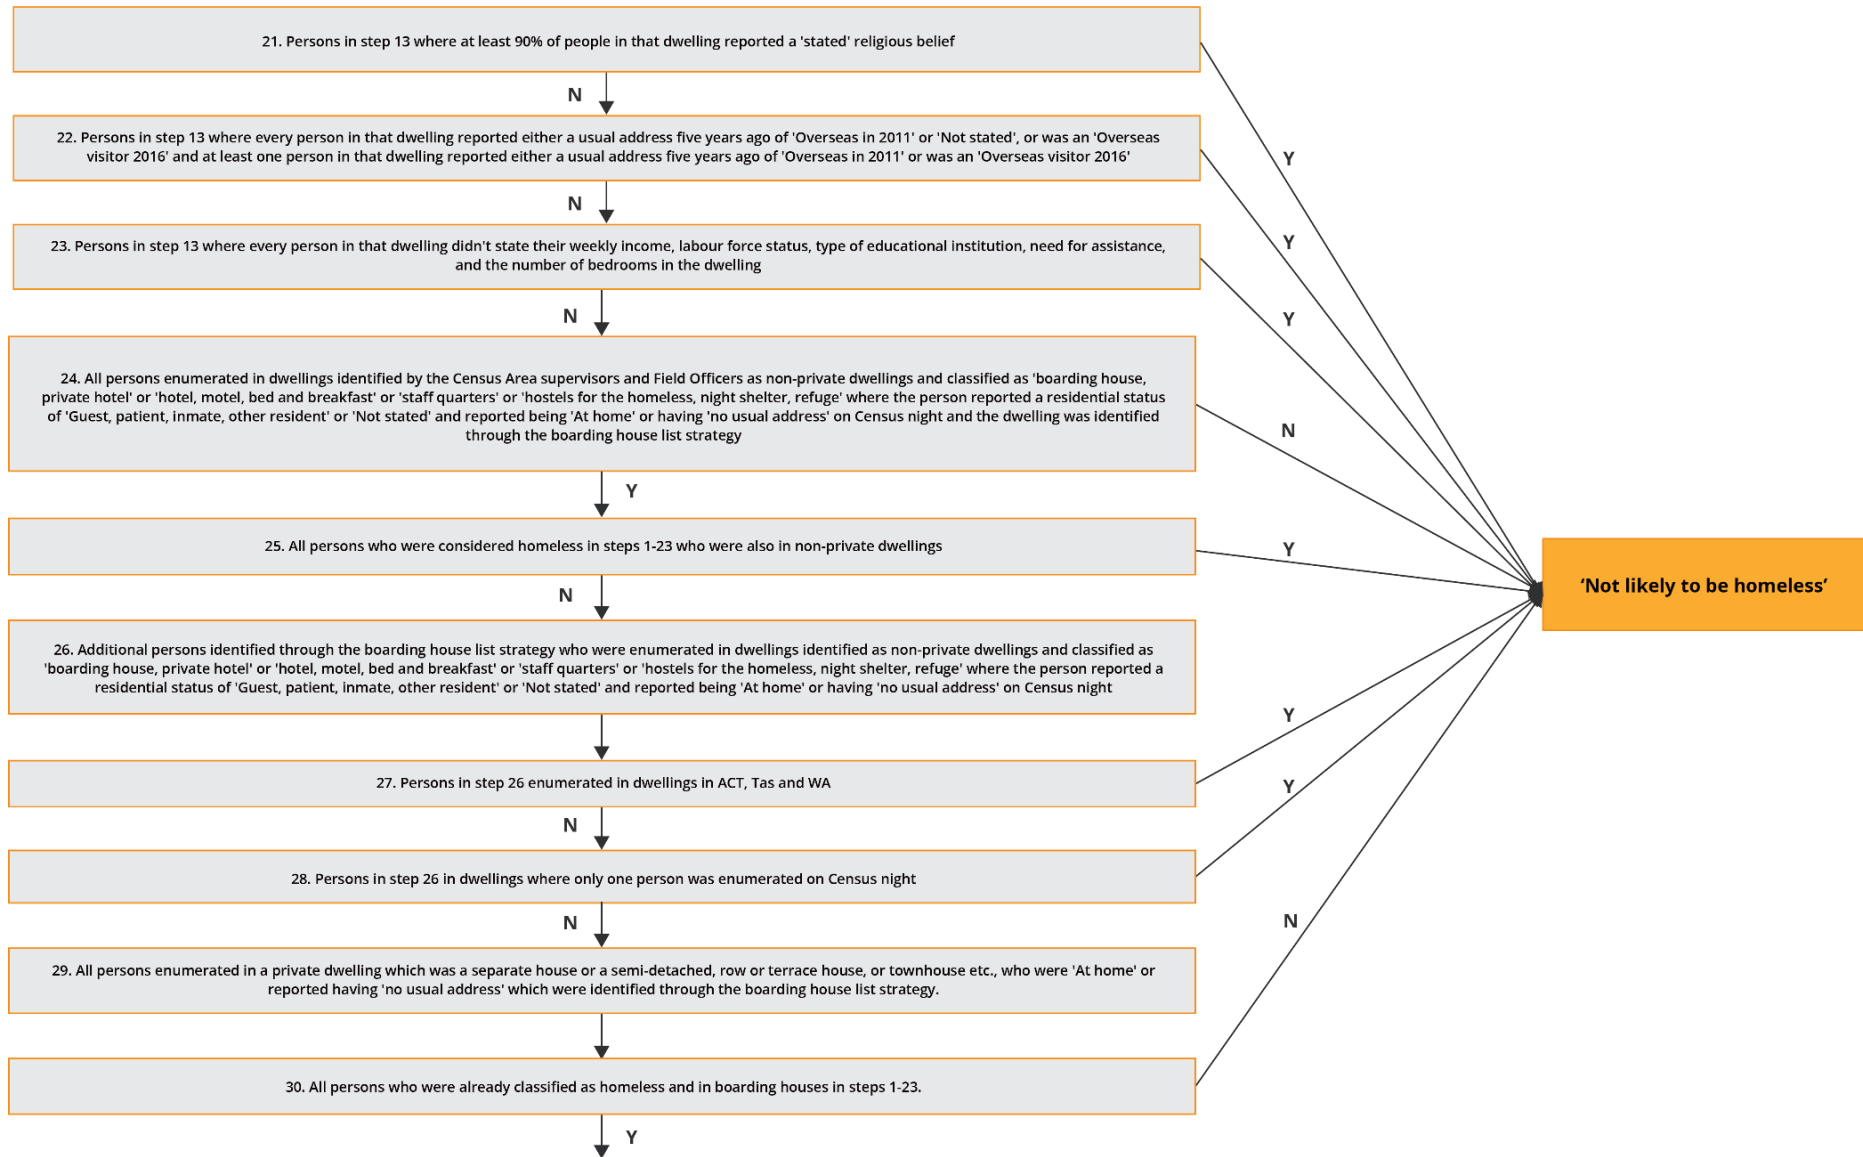 21. Persons in step 13 where at least 90% of people in that dwelling reported a 'stated' religious belief
N
Y
22. Persons in step 13 where every person in that dwelling reported either a usual address five years ago of 'Overseas in 2011' or 'Not stated', or was an 'Overseas
visitor 2016' and at least one person in that dwelling reported either a usual address five years ago of 'Overseas in 2011' or was an 'Overseas visitor 2016'
N
Y
23. Persons in step 13 where every person in that dwelling didn't state their weekly income, labour force status, type of educational institution, need for assistance,
and the number of bedrooms in the dwelling
N
Y
24. All persons enumerated in dwellings identified by the Census Area supervisors and Field Officers as non-private dwellings and classified as 'boarding house,
private hotel' or 'hotel, motel, bed and breakfast' or 'staff quarters' or 'hostels for the homeless, night shelter, refuge' where the person reported a residential status
of 'Guest, patient, inmate, other resident' or 'Not stated' and reported being 'At home' or having 'no usual address' on Census night and the dwelling was identified
through the boarding house list strategy
N
Y
25. All persons who were considered homeless in steps 1-23 who were also in non-private dwellings
Y
N
‘Not likely to be homeless’
26. Additional persons identified through the boarding house list strategy who were enumerated in dwellings identified as non-private dwellings and classified as
'boarding house, private hotel' or 'hotel, motel, bed and breakfast' or 'staff quarters' or 'hostels for the homeless, night shelter, refuge' where the person reported a
residential status of 'Guest, patient, inmate, other resident' or 'Not stated' and reported being 'At home' or having 'no usual address' on Census night
Y
27. Persons in step 26 enumerated in dwellings in ACT, Tas and WA
Y
N
28. Persons in step 26 in dwellings where only one person was enumerated on Census night
N
N
29. All persons enumerated in a private dwelling which was a separate house or a semi-detached, row or terrace house, or townhouse etc., who were 'At home' or
reported having 'no usual address' which were identified through the boarding house list strategy.
30. All persons who were already classified as homeless and in boarding houses in steps 1-23.
Y